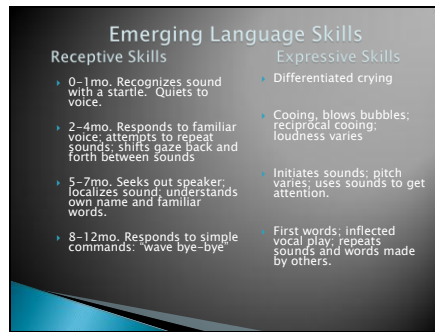 Emerging Language Skills
Receptive Skills
0-1mo. Recognizes sound
with a startle. Quiets to
voice.
2-4mo. Responds to familiar
voice; attempts to repeat
sounds; shifts gaze back and
forth between sounds
5-7mo. Seeks out speaker;
localizes sound; understands
own name and familiar
words.
8-12mo. Responds to simple
commands: "wave bye-bye"
Expressive Skills
Differentiated crying
Cooing, blows bubbles;
reciprocal cooing;
loudness varies
Initiates sounds; pitch
varies; uses sounds to get
attention.
First words; inflected
vocal play; repeats
sounds and words made
by others.